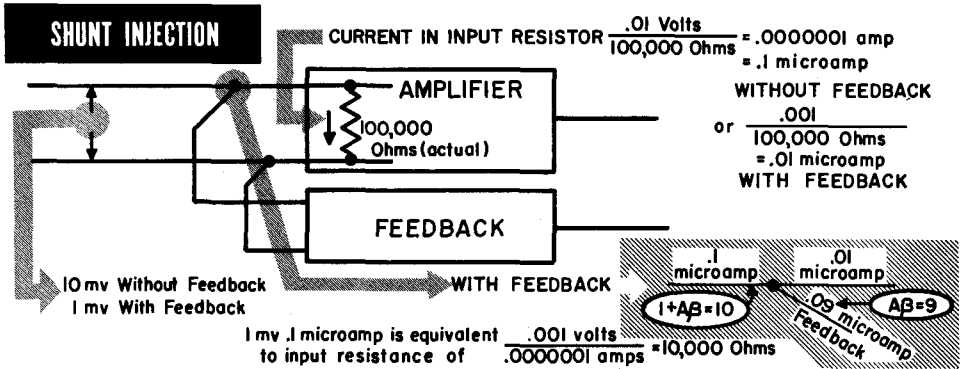 SHUNT INJECTION
CURRENT IN INPUT RESISTOR .01 Volts
100,000 Ohms
= .0000001 amp
= .1 microamp
WITHOUT FEEDBACK
or .001
100,000 Ohms
= .01 microamp
WITH FEEDBACK
AMPLIFIER
100,000
Ohms (actual)
FEEDBACK
10 mv Without Feedback
1 mv With Feedback
WITH FEEDBACK
.1
microamp
.01
microamp
1+Aβ=10
.09 microamp
Feedback
Aβ=9
1 mv .1 microamp is equivalent
to input resistance of
.001 volts
.0000001 amps
=10,000 Ohms